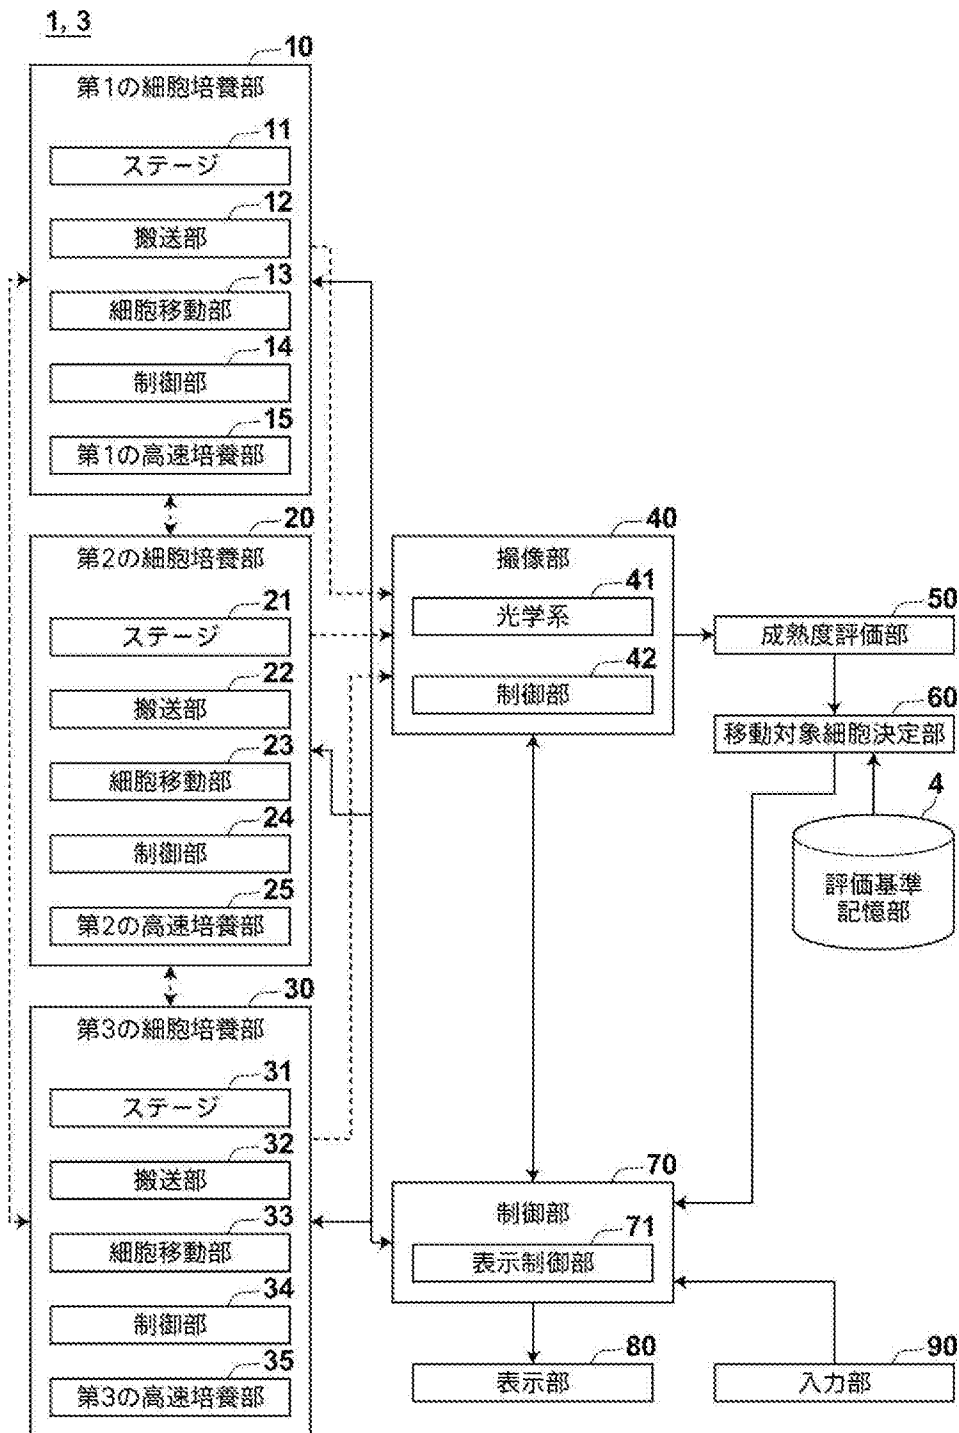 1, 3
10
第1の細胞培養部
11
ステージ
12
搬送部
13
細胞移動部
14
制御部
15
第1の高速培養部
20
第2の細胞培養部
21
ステージ
22
搬送部
23
細胞移動部
24
制御部
25
第2の高速培養部
30
第3の細胞培養部
31
ステージ
32
搬送部
33
細胞移動部
34
制御部
35
第3の高速培養部
40
撮像部
41
光学系
42
制御部
50
成熟度評価部
60
移動対象細胞決定部
4
評価基準
記憶部
70
制御部
71
表示制御部
80
表示部
90
入力部